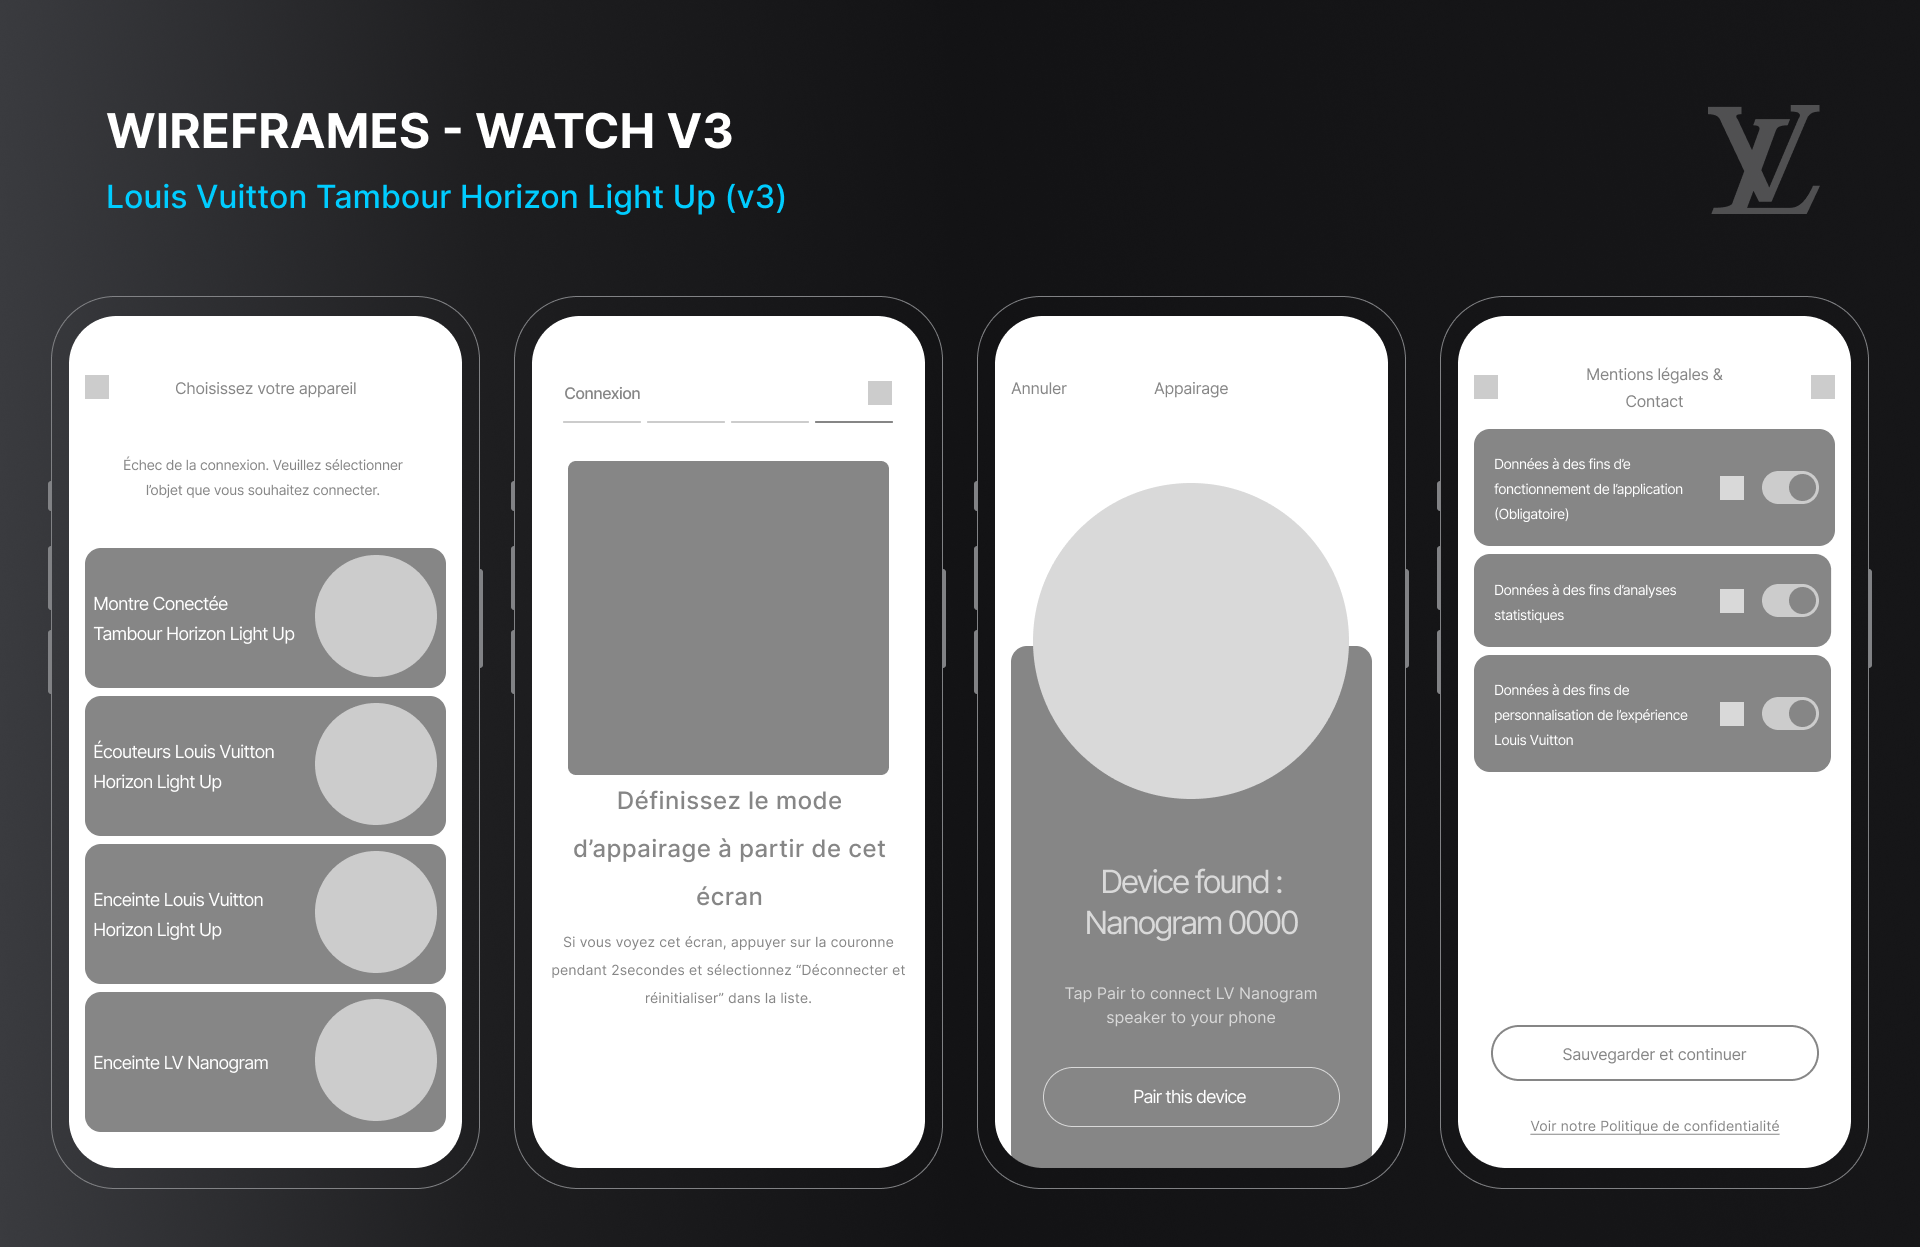 WIREFRAMES - WATCH V3
Louis Vuitton Tambour Horizon Light Up (v3)
LV
Choisissez votre appareil
Échec de la connexion. Veuillez sélectionner
l’objet que vous souhaitez connecter.
Montre Conectée
Tambour Horizon Light Up
Écouteurs Louis Vuitton
Horizon Light Up
Enceinte Louis Vuitton
Horizon Light Up
Enceinte LV Nanogram
Connexion
Définissez le mode
d’appairage à partir de cet
écran
Si vous voyez cet écran, appuyer sur la couronne
pendant 2secondes et sélectionnez “Déconnecter et
réinitialiser” dans la liste.
Annuler
Appairage
Device found :
Nanogram 0000
Tap Pair to connect LV Nanogram
speaker to your phone
Pair this device
Mentions légales &
Contact
Données à des fins d’e
fonctionnement de l’application
(Obligatoire)
Données à des fins d’analyses
statistiques
Données à des fins de
personnalisation de l’expérience
Louis Vuitton
Sauvegarder et continuer
Voir notre Politique de confidentialité